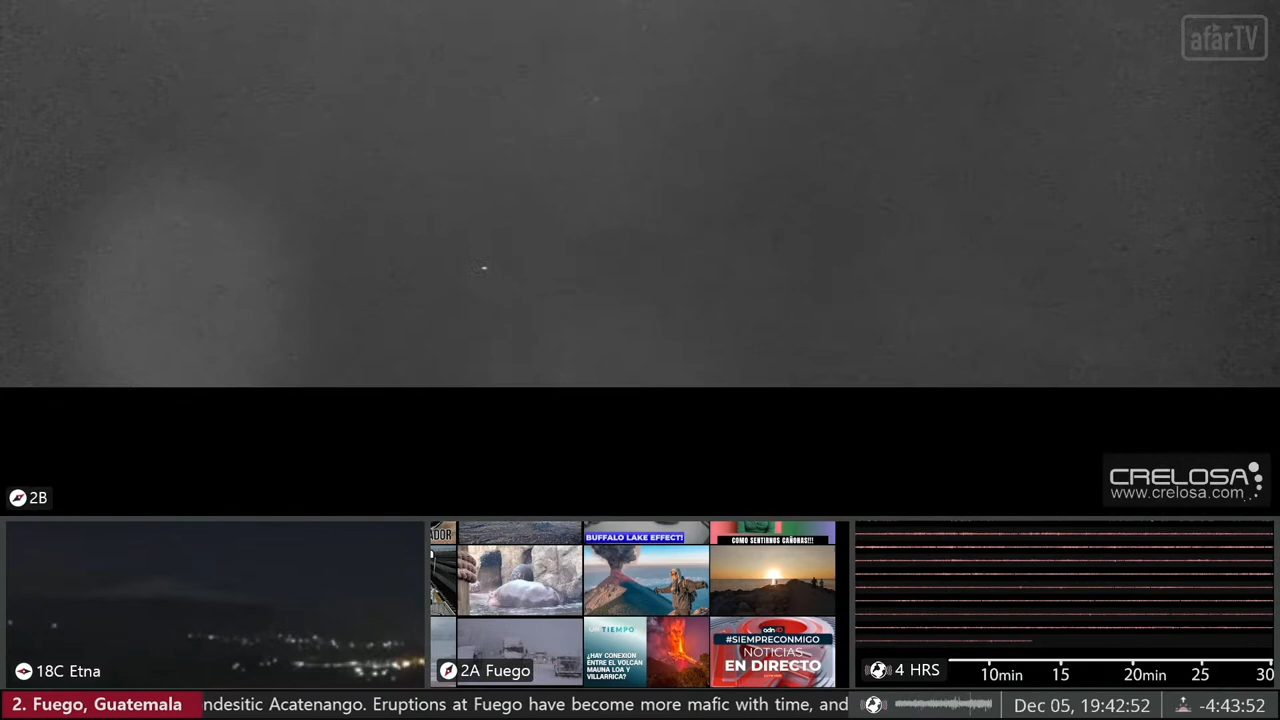 afarTV
CRELOSA
www.crelosa.com
2B
BUFFALO LAKE EFFECT!
COMO SENTIRNOS CAÑONAS!!!
TIEMPO
¿HAY CONEXION
ENTRE EL VOLCÁN
MAUNA LOA Y
VILLARRICA?
adn
#SIEMPRECONMIGO
NOTICIAS
EN DIRECTO
18C Etna
2A Fuego
4 HRS
10min 15 20min 25 30
2. Fuego, Guatemala
ndesitic Acatenango. Eruptions at Fuego have become more mafic with time, and
Dec 05, 19:42:52
-4:43:52